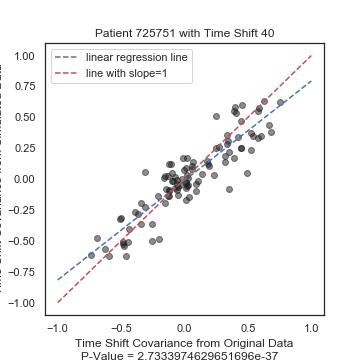 Patient 725751 with Time Shift 40
linear regression line
line with slope=1
1.00
0.75
0.50
0.25
0.00
−0.25
−0.50
−0.75
−1.00
−1.0 −0.5 0.0 0.5 1.0
Time Shift Covariance from Original Data
P-Value = 2.7333974629651696e-37